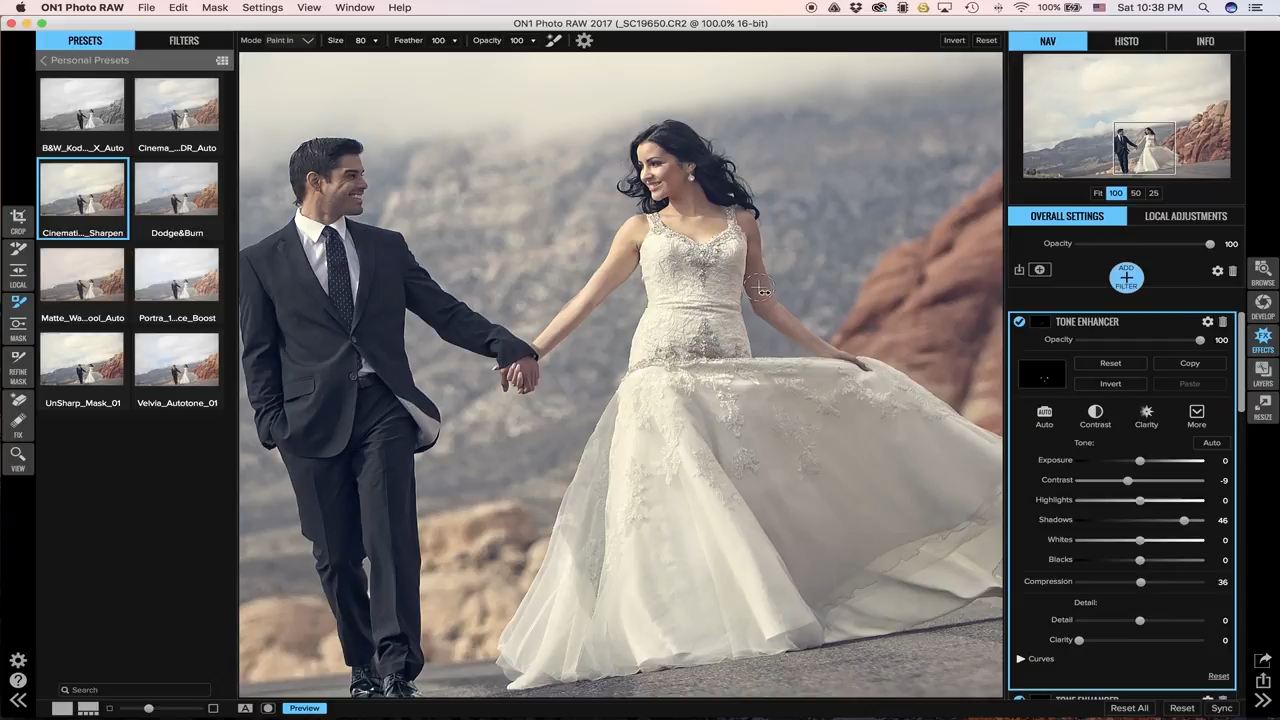 ON1 Photo RAW File Edit Mask Settings View Window Help 100% Sat 10:38 PM
ON1 Photo RAW 2017 (_SC19650.CR2 @ 100.0% 16-bit)
PRESETS FILTERS
Mode Paint In Size 80 Feather 100 Opacity 100 Invert Reset
NAV HISTO INFO
Personal Presets
B&W_Kod..._X_Auto Cinema_...DR_Auto
Cinemati..._Sharpen Dodge&Burn
Matte_Wa...ool_Auto Portra_1...ce_Boost
UnSharp_Mask_01 Velvia_Autotone_01
Search
CROP
LOCAL
MASK
REFINE
MASK
FIX
VIEW
Fit 100 50 25
OVERALL SETTINGS LOCAL ADJUSTMENTS
Opacity 100
ADD
FILTER
TONE ENHANCER
Opacity 100
Reset Copy
Invert Paste
AUTO
Auto Contrast Clarity More
Tone: Auto
Exposure 0
Contrast -9
Highlights 0
Shadows 46
Whites 0
Blacks 0
Compression 36
Detail:
Detail 0
Clarity 0
Curves
Reset
TONE ENHANCER
BROWSE
DEVELOP
EX
EFFECTS
LAYERS
RESIZE
A Preview
Reset All Reset Sync